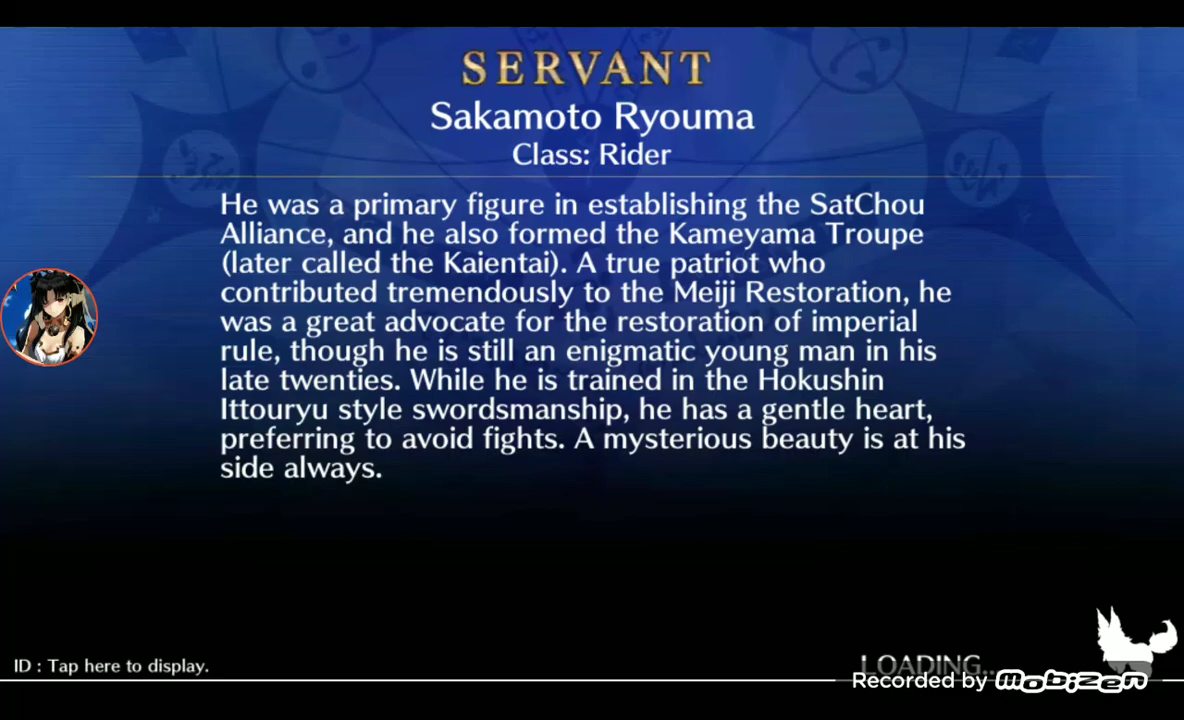 SERVANT
Sakamoto Ryouma
Class: Rider
He was a primary figure in establishing the SatChou
Alliance, and he also formed the Kameyama Troupe
(later called the Kaientai). A true patriot who
contributed tremendously to the Meiji Restoration, he
was a great advocate for the restoration of imperial
rule, though he is still an enigmatic young man in his
late twenties. While he is trained in the Hokushin
Ittouryu style swordsmanship, he has a gentle heart,
preferring to avoid fights. A mysterious beauty is at his
side always.
ID : Tap here to display.
LOADING...
Recorded by mobizen